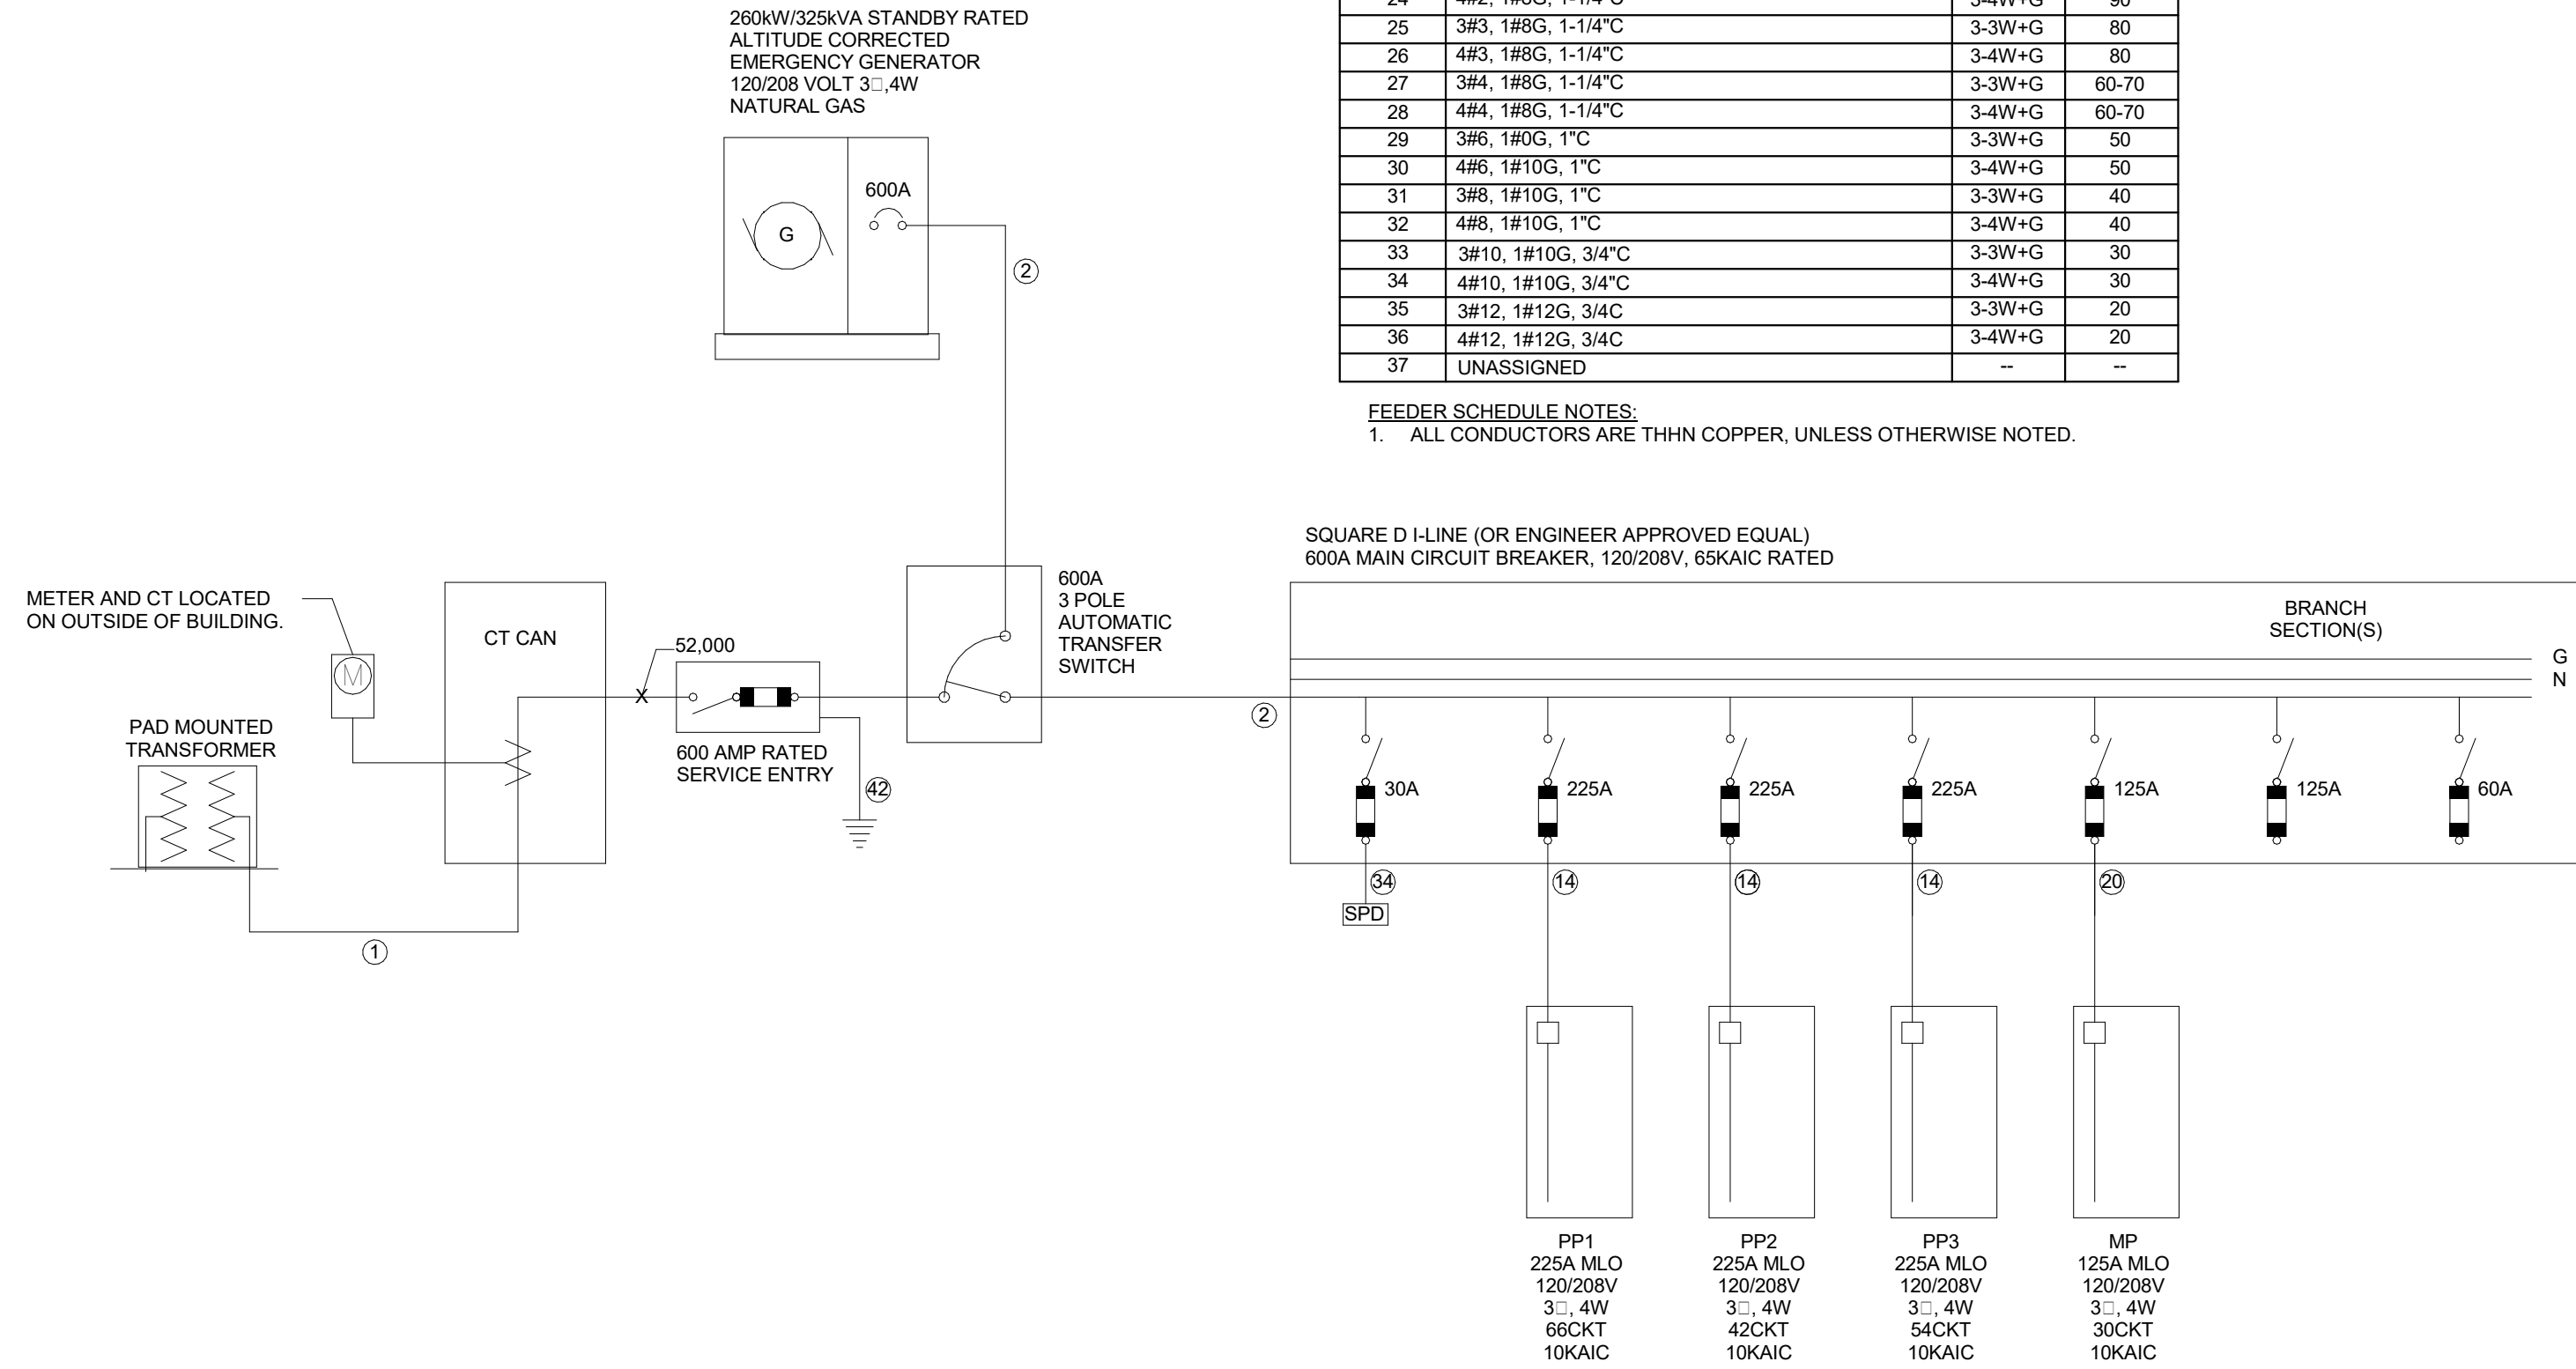 260kW/325kVA STANDBY RATED
ALTITUDE CORRECTED
EMERGENCY GENERATOR
120/208 VOLT 3□,4W
NATURAL GAS
600A
G
2
24 4#2, 1#8G, 1-1/4"C 3-4W+G 90
25 3#3, 1#8G, 1-1/4"C 3-3W+G 80
26 4#3, 1#8G, 1-1/4"C 3-4W+G 80
27 3#4, 1#8G, 1-1/4"C 3-3W+G 60-70
28 4#4, 1#8G, 1-1/4"C 3-4W+G 60-70
29 3#6, 1#0G, 1"C 3-3W+G 50
30 4#6, 1#10G, 1"C 3-4W+G 50
31 3#8, 1#10G, 1"C 3-3W+G 40
32 4#8, 1#10G, 1"C 3-4W+G 40
33 3#10, 1#10G, 3/4"C 3-3W+G 30
34 4#10, 1#10G, 3/4"C 3-4W+G 30
35 3#12, 1#12G, 3/4C 3-3W+G 20
36 4#12, 1#12G, 3/4C 3-4W+G 20
37 UNASSIGNED -- --
FEEDER SCHEDULE NOTES:
1. ALL CONDUCTORS ARE THHN COPPER, UNLESS OTHERWISE NOTED.
METER AND CT LOCATED
ON OUTSIDE OF BUILDING.
M
PAD MOUNTED
TRANSFORMER
1
CT CAN
52,000
X
600 AMP RATED
SERVICE ENTRY
42
600A
3 POLE
AUTOMATIC
TRANSFER
SWITCH
2
SQUARE D I-LINE (OR ENGINEER APPROVED EQUAL)
600A MAIN CIRCUIT BREAKER, 120/208V, 65KAIC RATED
BRANCH
SECTION(S)
G
N
30A 225A 225A 225A 125A 125A 60A
34 14 14 14 20
SPD
PP1
225A MLO
120/208V
3□, 4W
66CKT
10KAIC
PP2
225A MLO
120/208V
3□, 4W
42CKT
10KAIC
PP3
225A MLO
120/208V
3□, 4W
54CKT
10KAIC
MP
125A MLO
120/208V
3□, 4W
30CKT
10KAIC